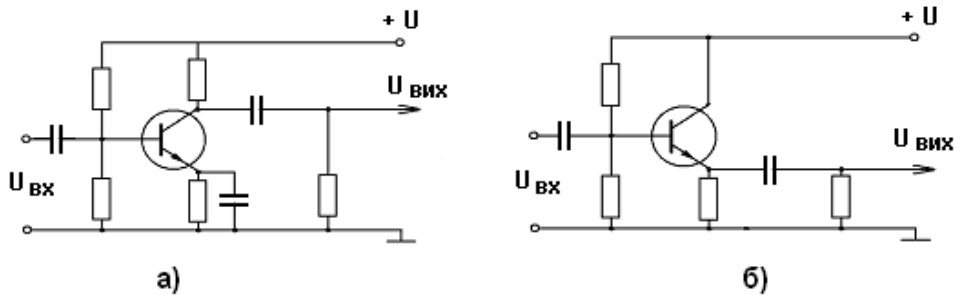 + U
U вих
U вх
а)
+ U
U вих
U вх
б)